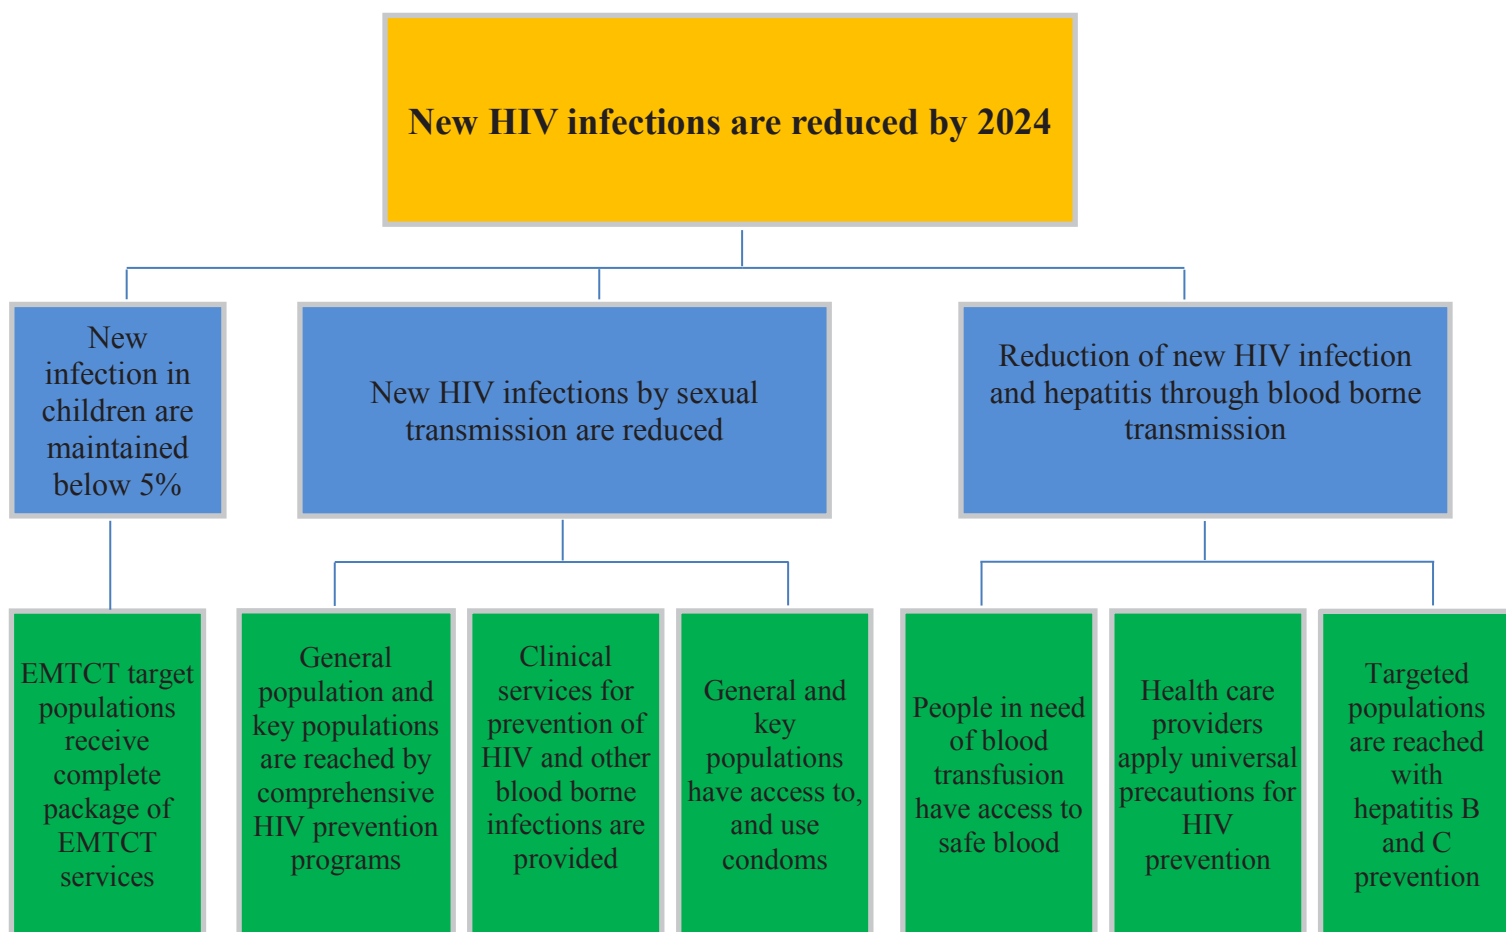 New HIV infections are reduced by 2024
New
infection in
children are
maintained
below 5%
New HIV infections by sexual
transmission are reduced
Reduction of new HIV infection
and hepatitis through blood borne
transmission
EMTCT target
populations
receive
complete
package of
EMTCT
services
General
population and
key populations
are reached by
comprehensive
HIV prevention
programs
Clinical
services for
prevention of
HIV and other
blood borne
infections are
provided
General and
key
populations
have access to,
and use
condoms
People in need
of blood
transfusion
have access to
safe blood
Health care
providers
apply universal
precautions for
HIV
prevention
Targeted
populations
are reached
with
hepatitis B
and C
prevention